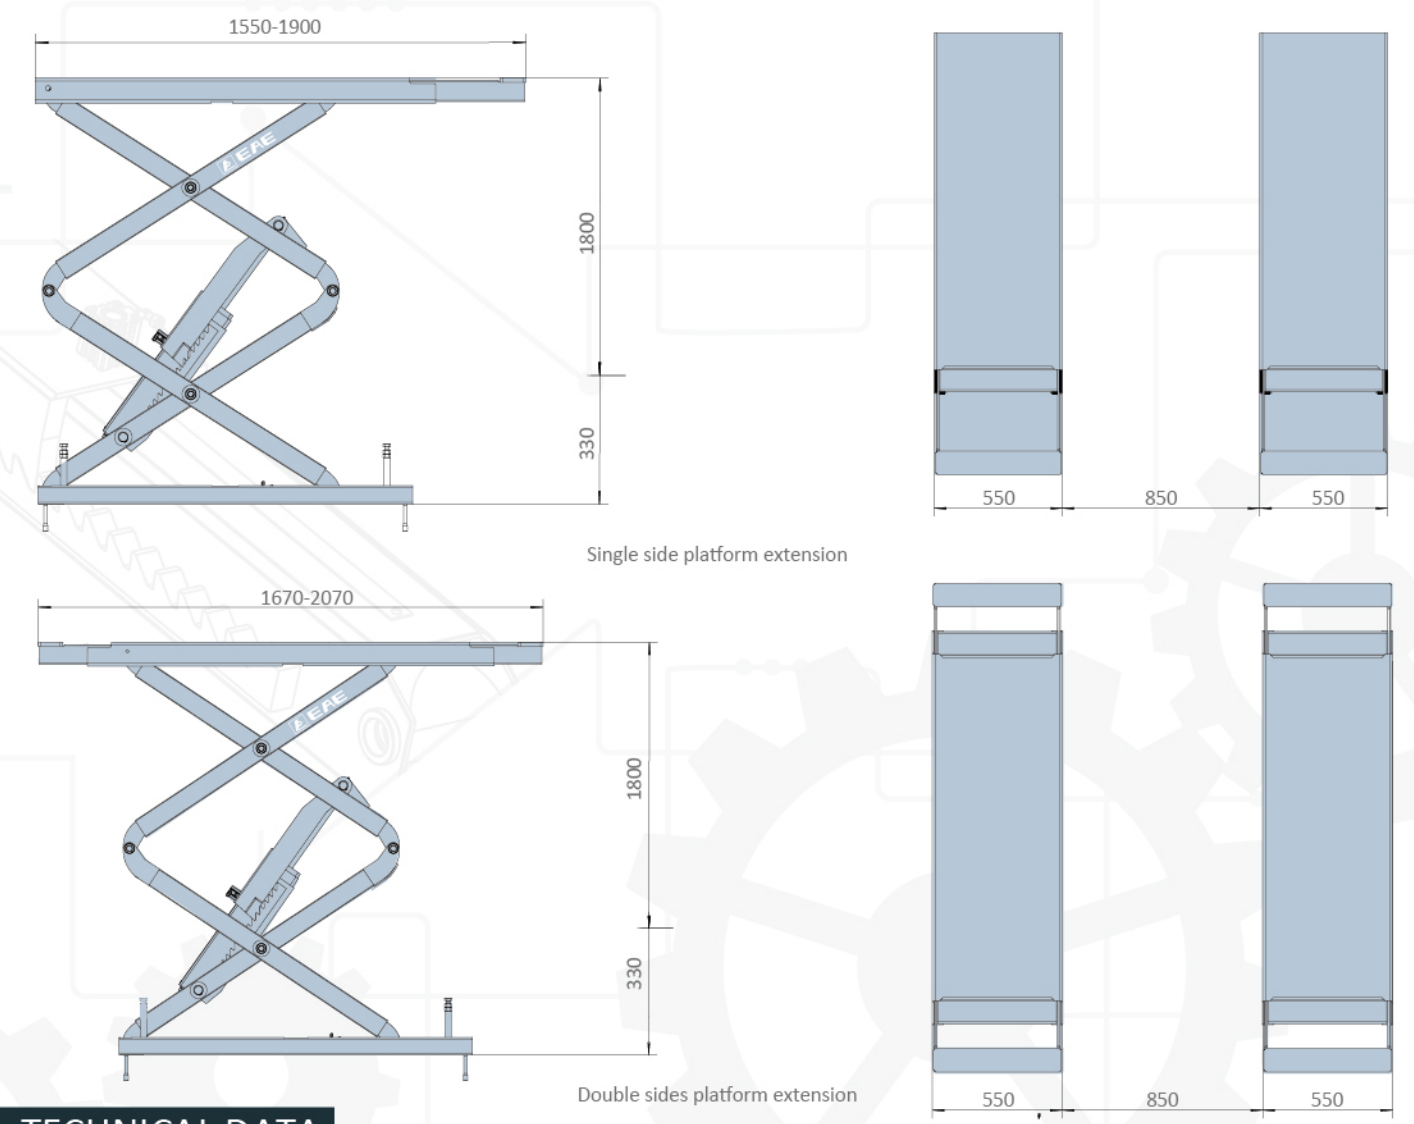 1550-1900
EAE
1800
330
550
850
550
Single side platform extension
1670-2070
EAE
1800
330
550
850
550
Double sides platform extension
TECHNICAL DATA